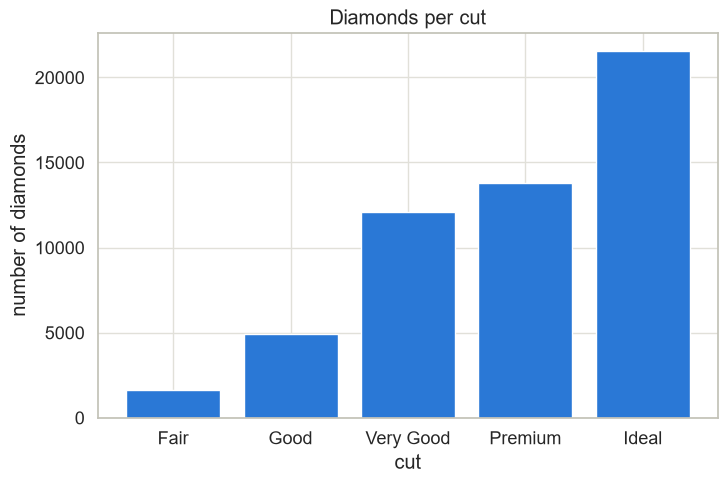 Diamonds per cut
number of diamonds
20000
15000
10000
5000
0
Fair Good Very Good Premium Ideal
cut